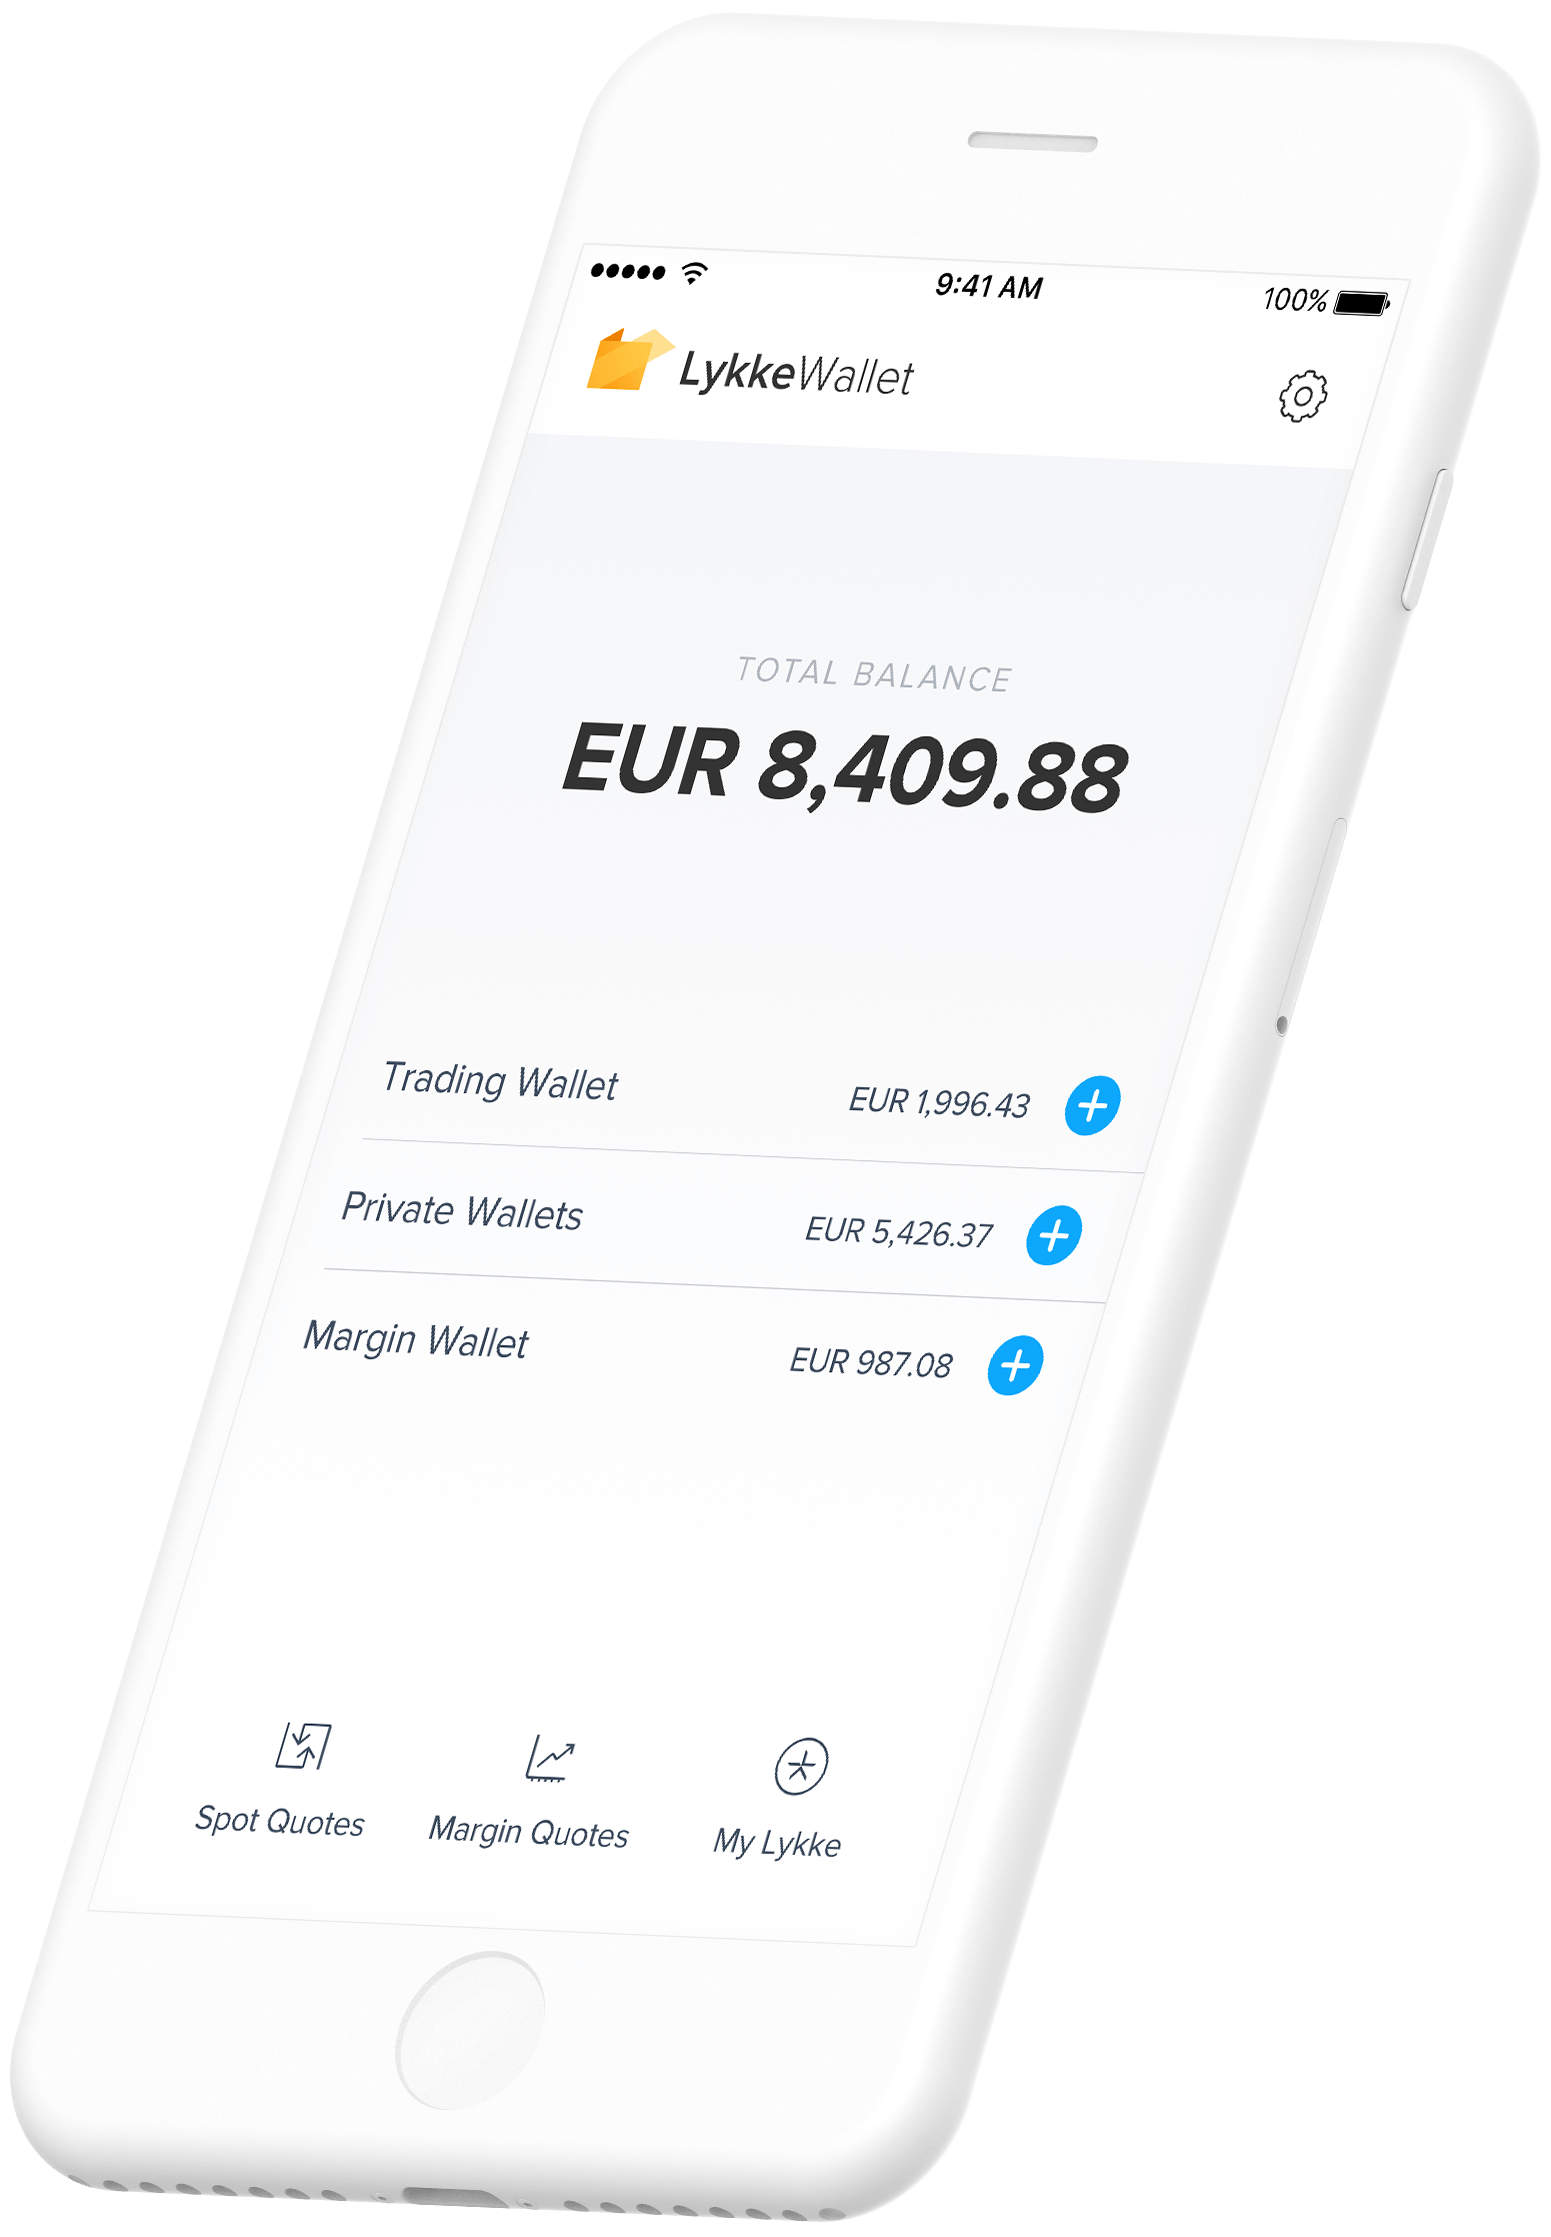 9:41 AM 100%
LykkeWallet
TOTAL BALANCE
EUR 8,409.88
Trading Wallet EUR 1,996.43
Private Wallets EUR 5,426.37
Margin Wallet EUR 987.08
Spot Quotes Margin Quotes My Lykke